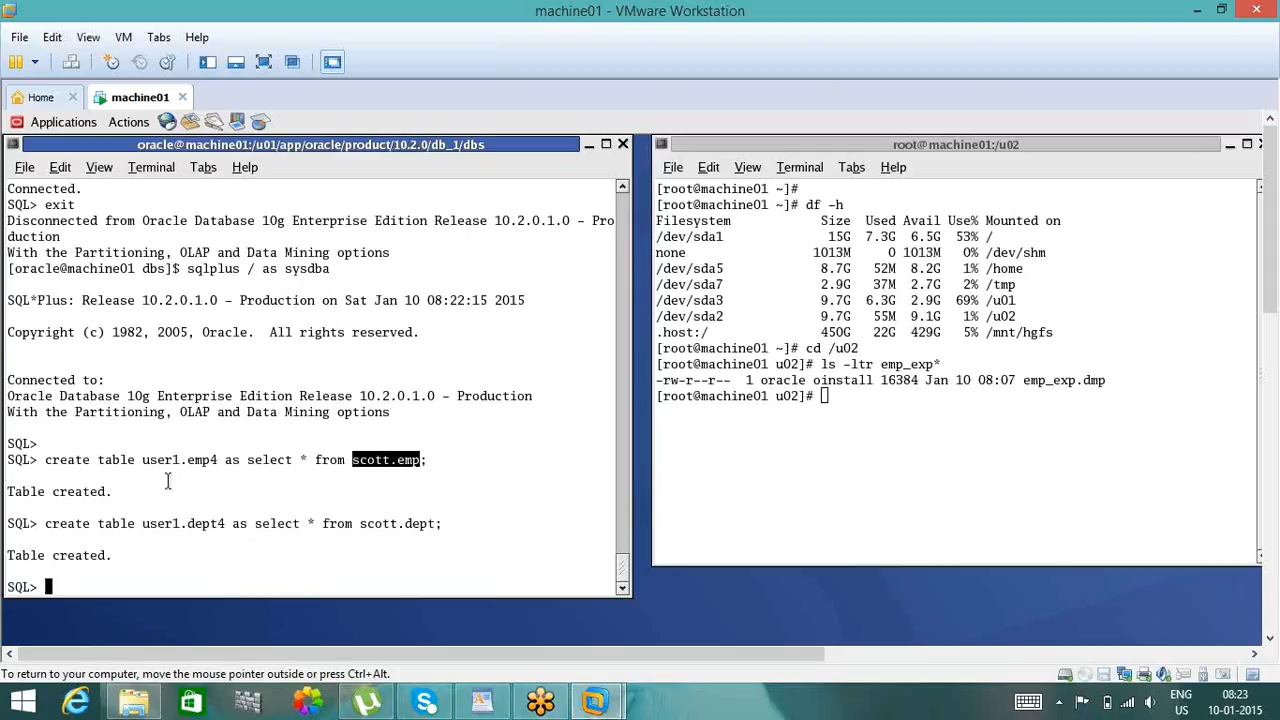 machine01 - VMware Workstation
File Edit View VM Tabs Help
Home machine01
Applications Actions
oracle@machine01:/u01/app/oracle/product/10.2.0/db_1/dbs
File Edit View Terminal Tabs Help
Connected.
SQL> exit
Disconnected from Oracle Database 10g Enterprise Edition Release 10.2.0.1.0 - Pro
duction
With the Partitioning, OLAP and Data Mining options
[oracle@machine01 dbs]$ sqlplus / as sysdba
SQL*Plus: Release 10.2.0.1.0 - Production on Sat Jan 10 08:22:15 2015
Copyright (c) 1982, 2005, Oracle.  All rights reserved.
Connected to:
Oracle Database 10g Enterprise Edition Release 10.2.0.1.0 - Production
With the Partitioning, OLAP and Data Mining options
SQL>
SQL> create table user1.emp4 as select * from scott.emp;
Table created.
SQL> create table user1.dept4 as select * from scott.dept;
Table created.
SQL>
root@machine01:/u02
File Edit View Terminal Tabs Help
[root@machine01 ~]#
[root@machine01 ~]# df -h
Filesystem Size Used Avail Use% Mounted on
/dev/sda1 15G 7.3G 6.5G 53% /
none 1013M 0 1013M 0% /dev/shm
/dev/sda5 8.7G 52M 8.2G 1% /home
/dev/sda7 2.9G 37M 2.7G 2% /tmp
/dev/sda3 9.7G 6.3G 2.9G 69% /u01
/dev/sda2 9.7G 55M 9.1G 1% /u02
.host:/ 450G 22G 429G 5% /mnt/hgfs
[root@machine01 ~]# cd /u02
[root@machine01 u02]# ls -ltr emp_exp*
-rw-r--r-- 1 oracle oinstall 16384 Jan 10 08:07 emp_exp.dmp
[root@machine01 u02]#
To return to your computer, move the mouse pointer outside or press Ctrl+Alt.
ENG 08:23
US 10-01-2015